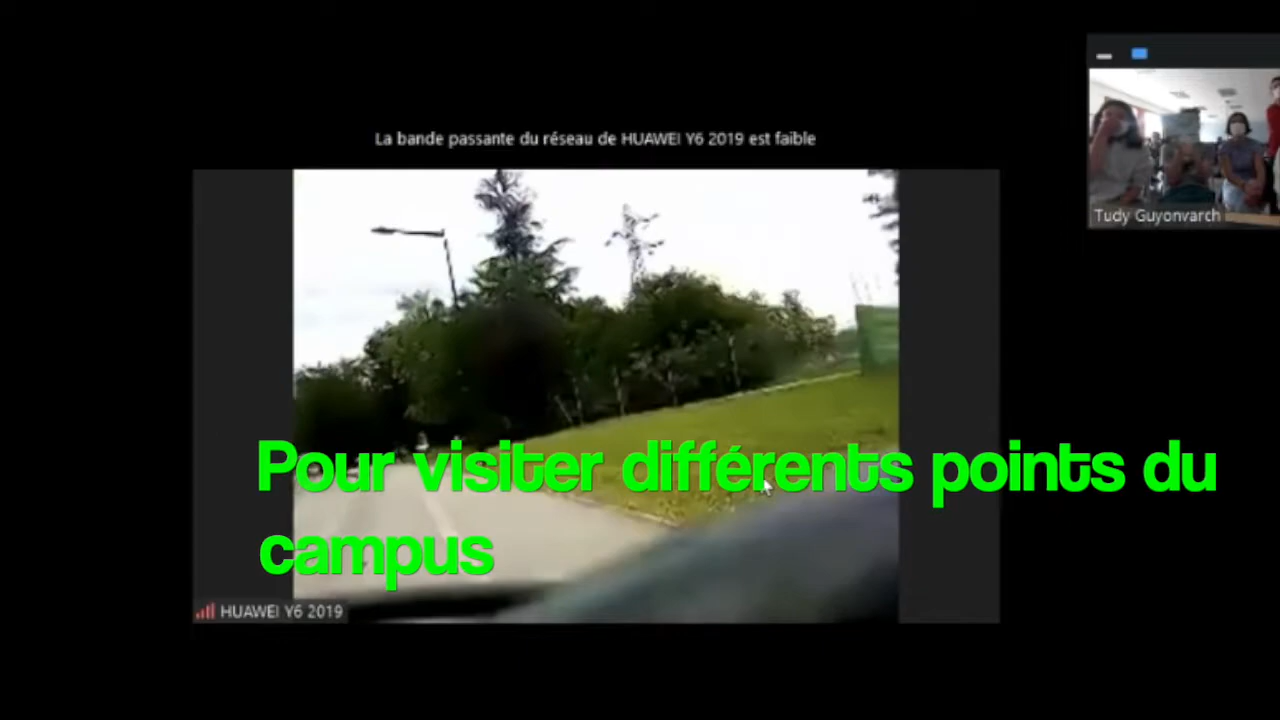 La bande passante du réseau de HUAWEI Y6 2019 est faible
Tudy Guyonvarch
Pour visiter différents points du
campus
HUAWEI Y6 2019